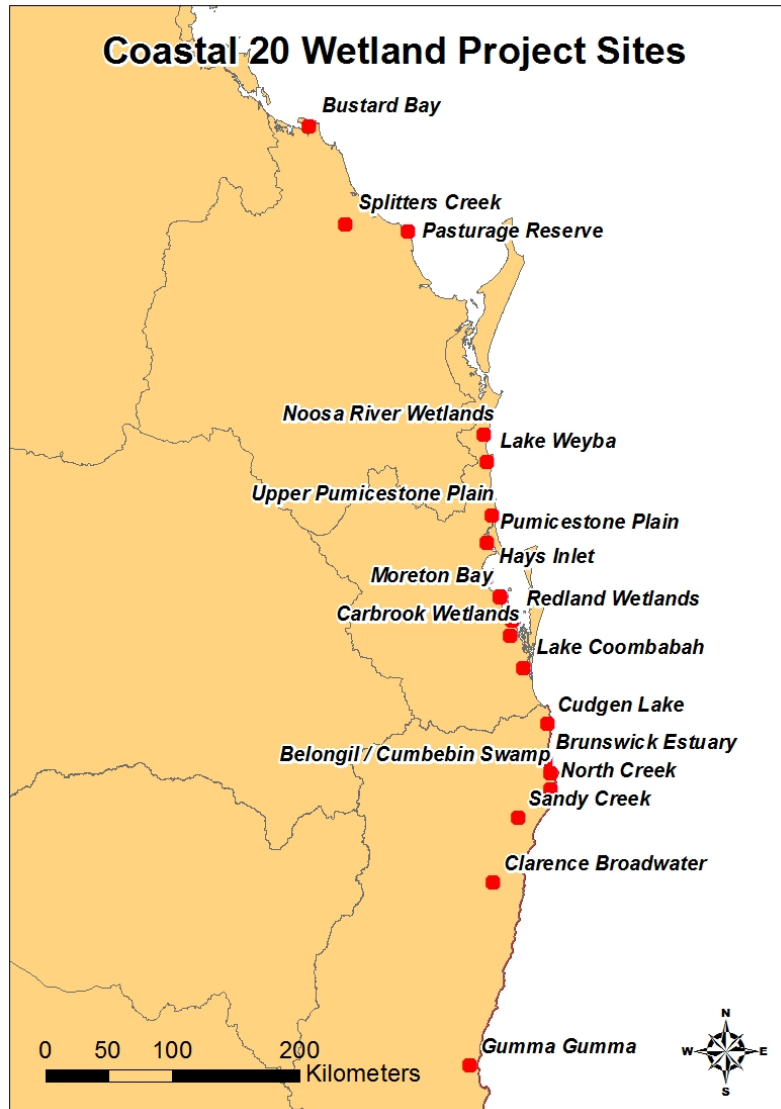 Coastal 20 Wetland Project Sites
Bustard Bay
Splitters Creek
Pasturage Reserve
Noosa River Wetlands
Lake Weyba
Upper Pumicestone Plain
Pumicestone Plain
Hays Inlet
Moreton Bay
Redland Wetlands
Carbrook Wetlands
Lake Coombabah
Cudgen Lake
Brunswick Estuary
Belongil / Cumbebin Swamp
North Creek
Sandy Creek
Clarence Broadwater
Gumma Gumma
N
W E
S
0 50 100 200
Kilometers